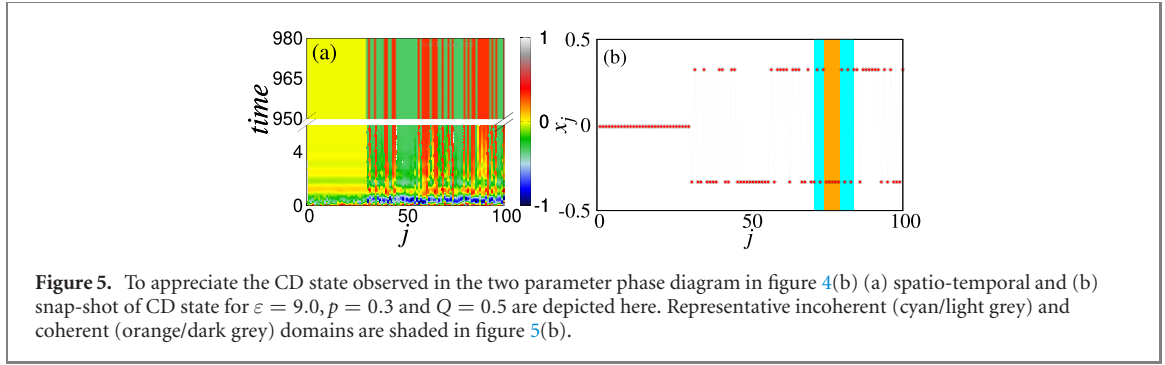 980
965
950
4
0
time
(a)
0
50
100
j
1
0
-1
0.5
0
-0.5
xj
(b)
0
50
100
j
Figure 5. To appreciate the CD state observed in the two parameter phase diagram in figure 4(b) (a) spatio-temporal and (b)
snap-shot of CD state for ε = 9.0, p = 0.3 and Q = 0.5 are depicted here. Representative incoherent (cyan/light grey) and
coherent (orange/dark grey) domains are shaded in figure 5(b).